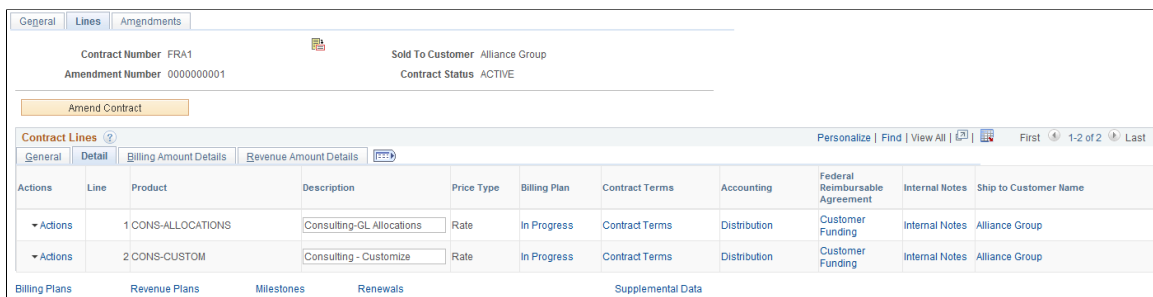 General Lines Amendments
Contract Number FRA1 Sold To Customer Alliance Group
Amendment Number 0000000001 Contract Status ACTIVE
Amend Contract
Contract Lines ? Personalize | Find | View All | First 1-2 of 2 Last
General Detail Billing Amount Details Revenue Amount Details
Actions Line Product Description Price Type Billing Plan Contract Terms Accounting Federal Reimbursable Agreement Internal Notes Ship to Customer Name
Actions 1 CONS-ALLOCATIONS Consulting-GL Allocations Rate In Progress Contract Terms Distribution Customer Funding Internal Notes Alliance Group
Actions 2 CONS-CUSTOM Consulting - Customize Rate In Progress Contract Terms Distribution Customer Funding Internal Notes Alliance Group
Billing Plans Revenue Plans Milestones Renewals Supplemental Data